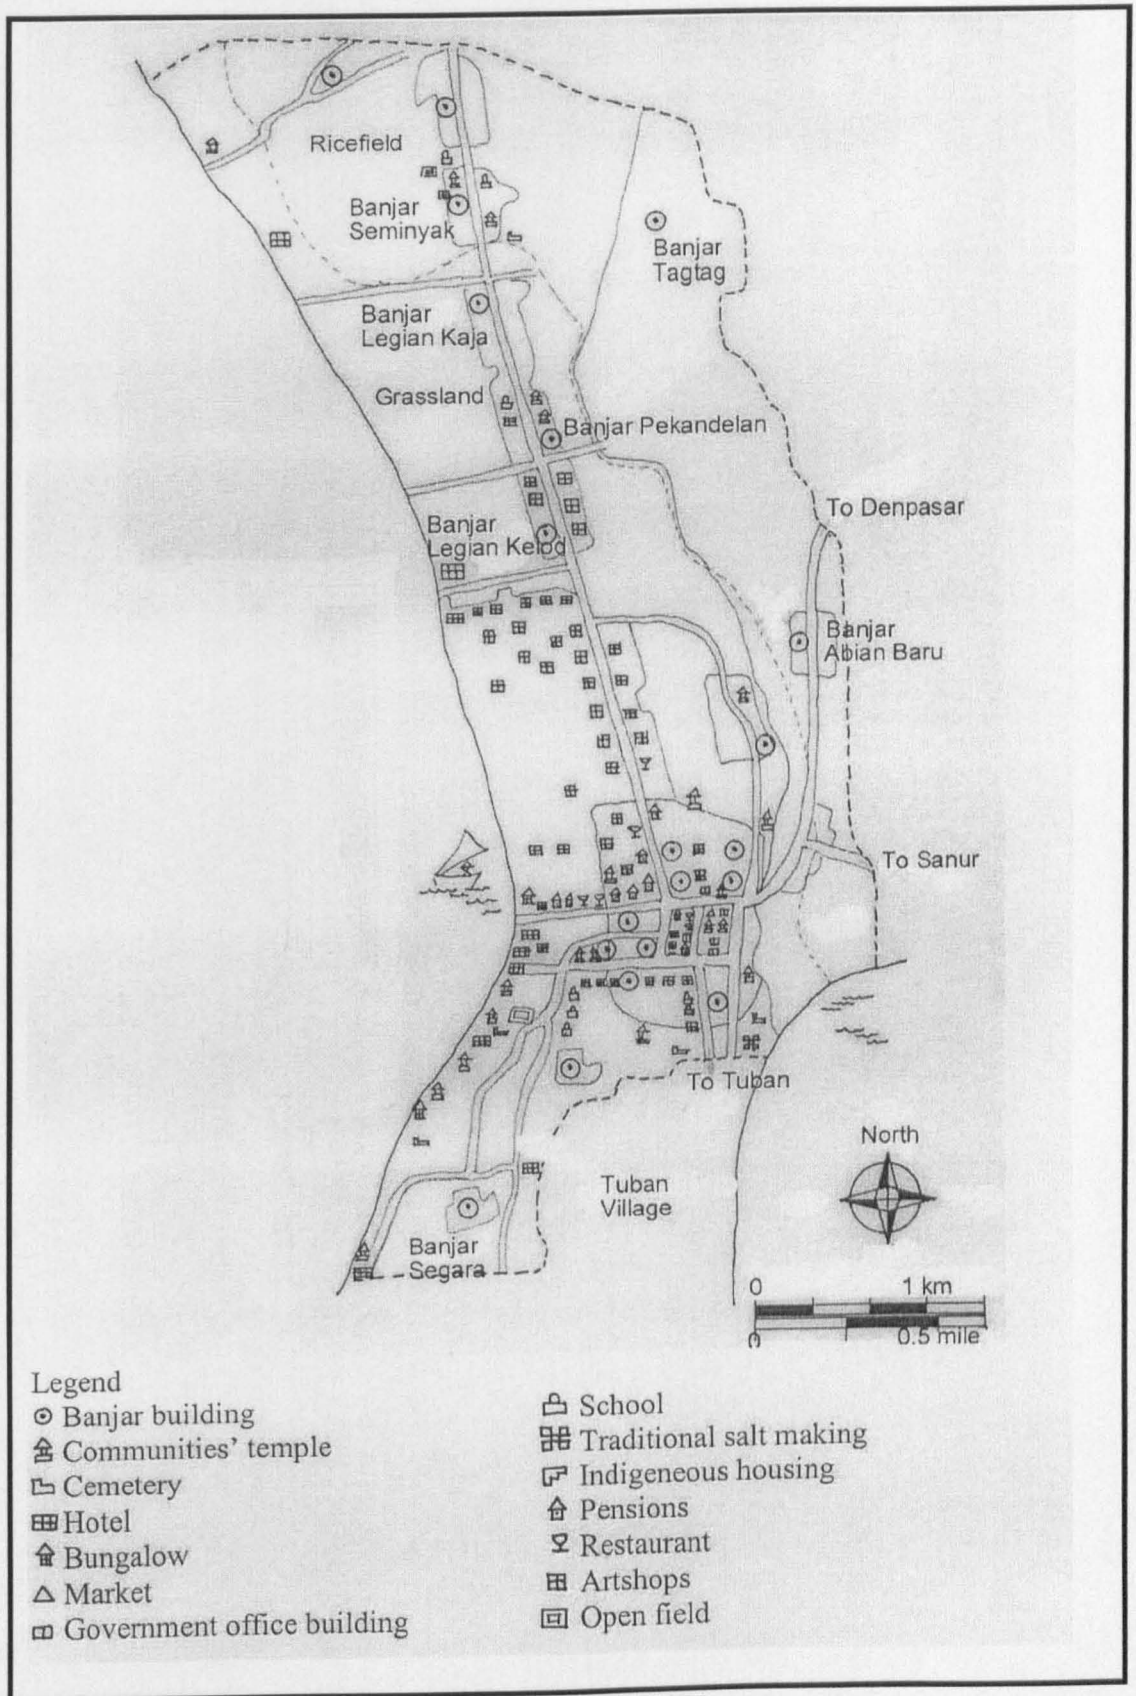 Ricefield
Banjar
Seminyak
Banjar
Tagtag
Banjar
Legian Kaja
Grassland
Banjar Pekandelan
To Denpasar
Banjar
Legian Kelod
Banjar
Abian Baru
To Sanur
To Tuban
North
Tuban
Village
Banjar
Segara
0 1 km
0 0.5 mile
Legend
Banjar building
Communities’ temple
Cemetery
Hotel
Bungalow
Market
Government office building
School
Traditional salt making
Indigeneous housing
Pensions
Restaurant
Artshops
Open field